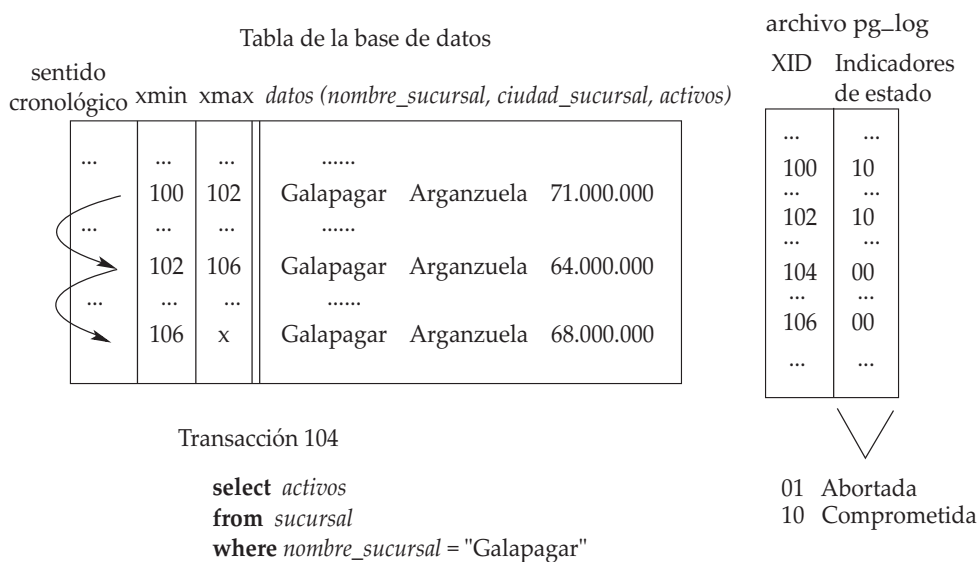 Tabla de la base de datos
archivo pg_log
sentido
cronológico
xmin xmax datos (nombre_sucursal, ciudad_sucursal, activos)
XID Indicadores
de estado
... ... ... ......
100 102 Galapagar Arganzuela 71.000.000
... ... ... ......
102 106 Galapagar Arganzuela 64.000.000
... ... ... ......
106 x Galapagar Arganzuela 68.000.000
... ...
100 10
... ...
102 10
... ...
104 00
... ...
106 00
... ...
Transacción 104
select activos
from sucursal
where nombre_sucursal = "Galapagar"
01 Abortada
10 Comprometida